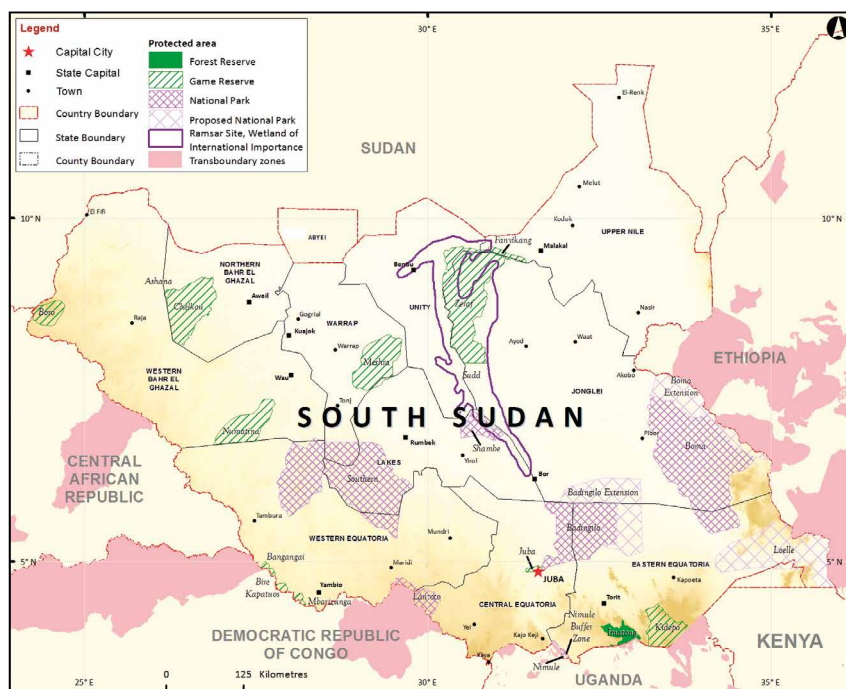 Legend
Capital City
State Capital
Town
Country Boundary
State Boundary
County Boundary
Protected area
Forest Reserve
Game Reserve
National Park
Proposed National Park
Ramsar Site, Wetland of
International Importance
Transboundary zones
30°E
35°E
SUDAN
El-Renk
Melut
Kodok
UPPER NILE
10°N
El Fifi
10°N
ABYEI
Fanyikang
Malakal
NORTHERN
BAHR EL
GHAZAL
Bentiu
Ashana
Chelkou
Aweil
UNITY
Zeraf
Nasir
Boro
Raja
Gogrial
WARRAP
Kuajok
Warrap
Ayod
Waat
ETHIOPIA
WESTERN
BAHR EL
GHAZAL
Wau
Meshra
Sudd
JONGLEI
Akobo
Boma
Extension
Tonj
SOUTH SUDAN
Numatina
Rumbek
Shambe
Pibor
Boma
CENTRAL
AFRICAN
REPUBLIC
LAKES
Yirol
Southern
Bor
Badingilo Extension
Tambura
WESTERN EQUATORIA
Mundri
Badingilo
5°N
Bangangai
Maridi
Juba
JUBA
EASTERN EQUATORIA
Loelle
5°N
Bire
Kapatuos
Yambio
Mbarizunga
Lantoto
CENTRAL EQUATORIA
Kapoeta
Torit
Nimule
Buffer
Zone
Yei
Kajo Keji
Imatong
Kidepo
DEMOCRATIC REPUBLIC
OF CONGO
Kaya
Nimule
KENYA
UGANDA
25°E
0
125 Kilometres
30°E
35°E